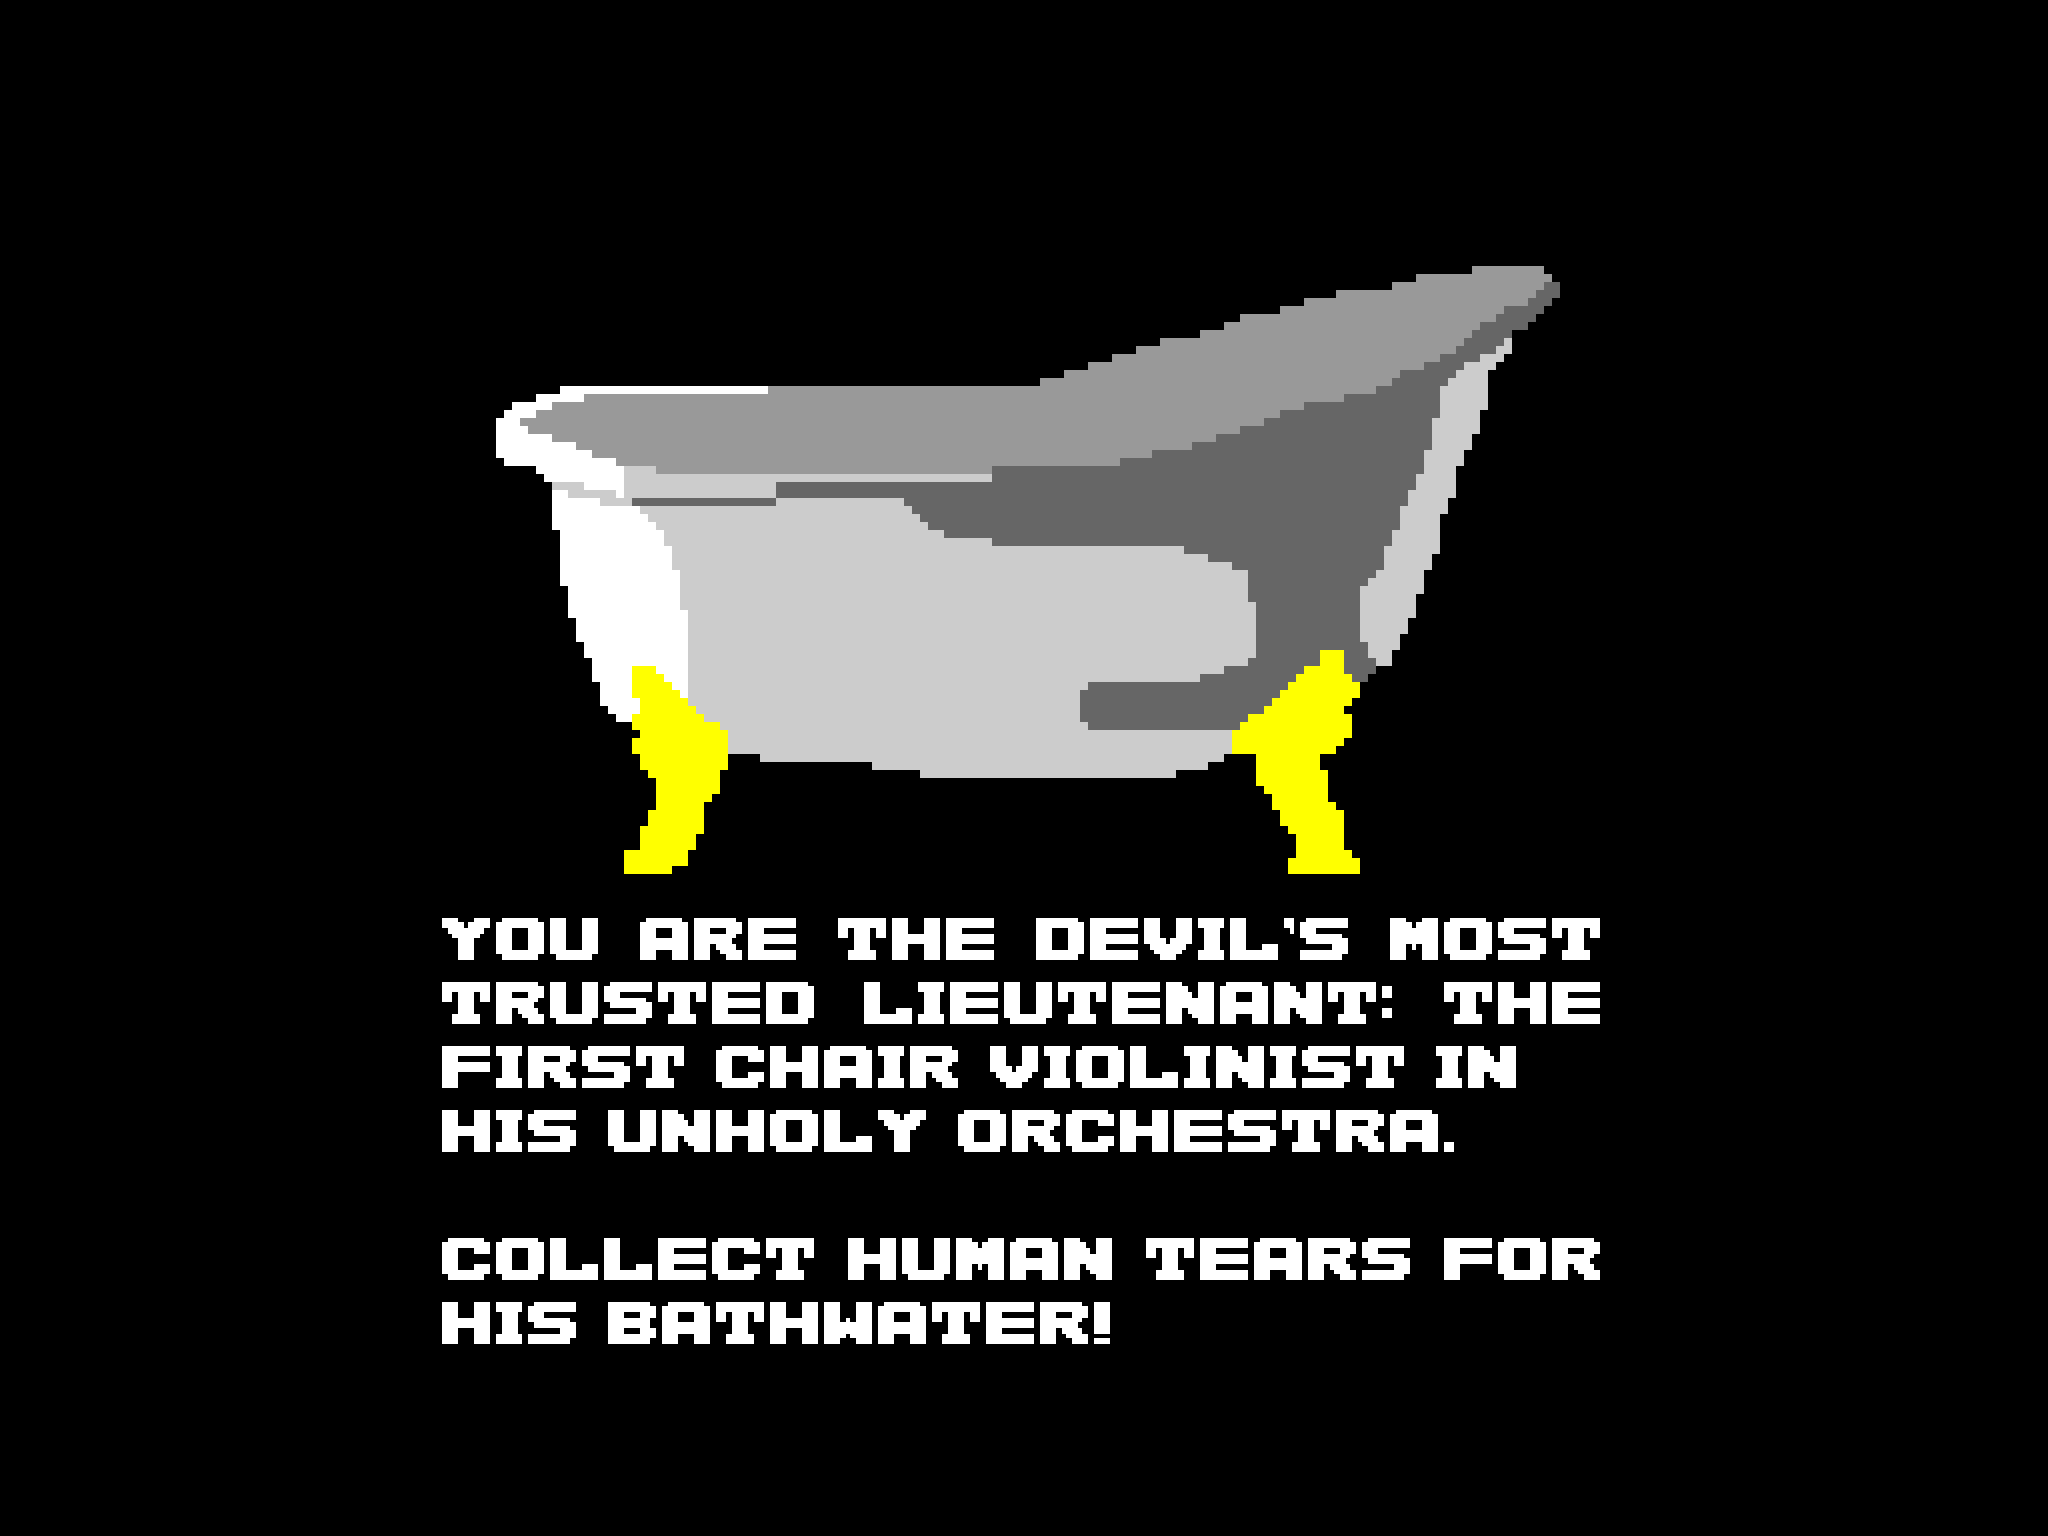 YOU ARE THE DEVIL'S MOST
TRUSTED LIEUTENANT: THE
FIRST CHAIR VIOLINIST IN
HIS UNHOLY ORCHESTRA.
COLLECT HUMAN TEARS FOR
HIS BATHWATER!